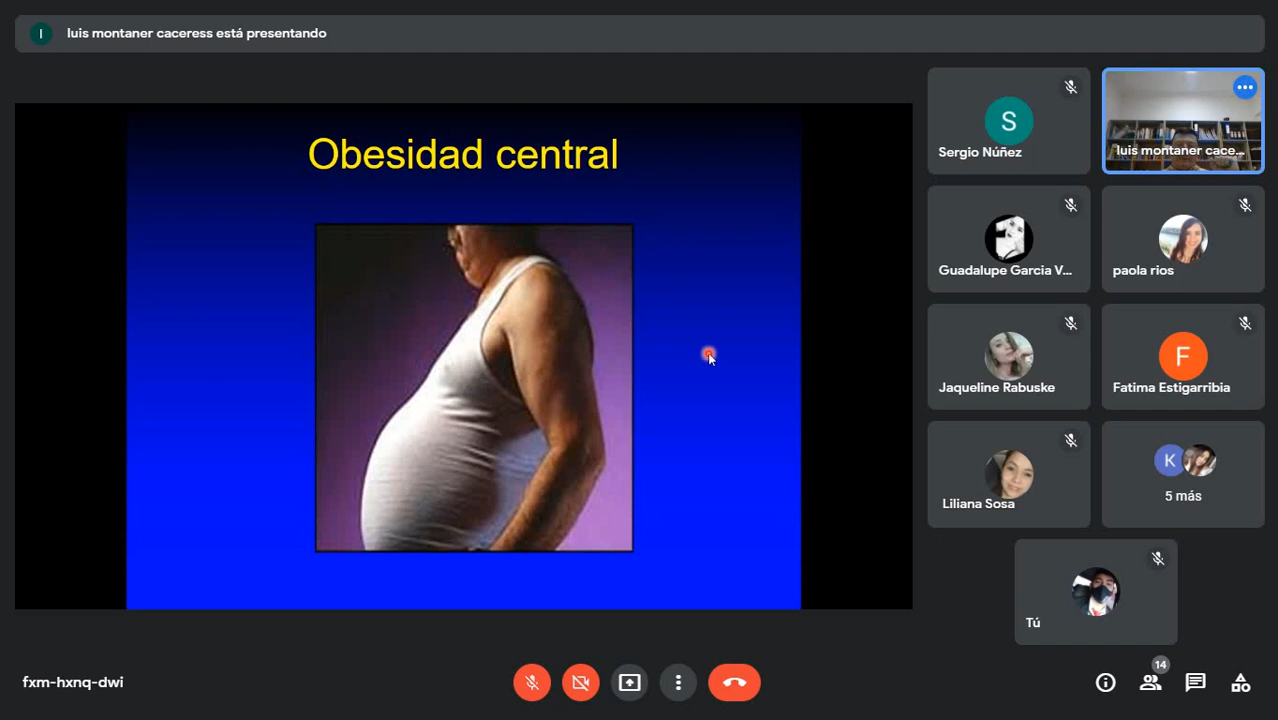 I
luis montaner caceress está presentando
Obesidad central
S
Sergio Núñez
luis montaner cace...
Guadalupe Garcia V...
paola rios
Jaqueline Rabuske
F
Fatima Estigarribia
Liliana Sosa
K
5 más
Tú
fxm-hxnq-dwi
14